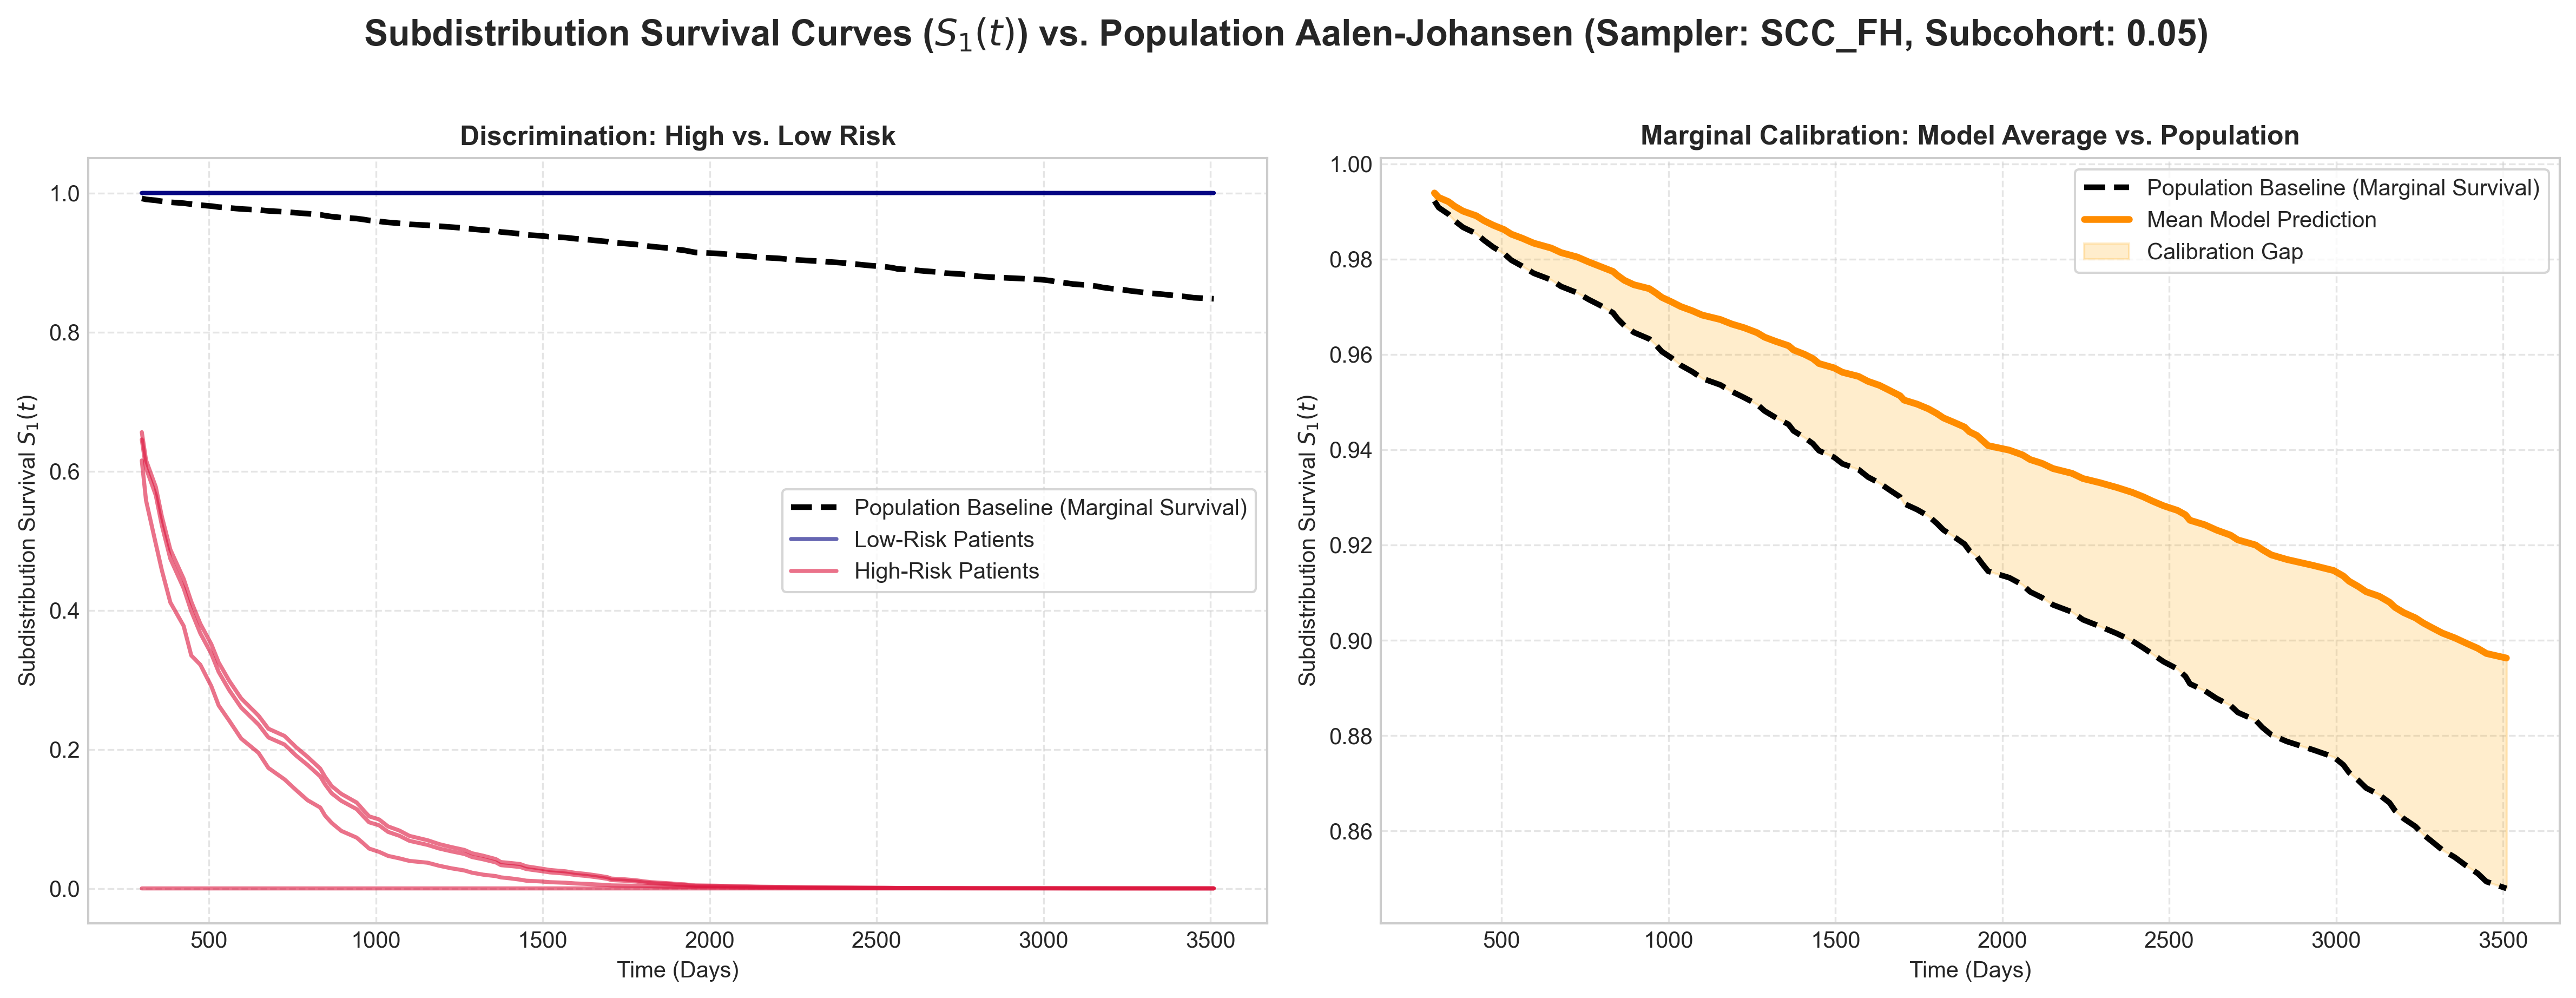 Subdistribution Survival Curves (S₁(t)) vs. Population Aalen-Johansen (Sampler: SCC_FH, Subcohort: 0.05)
Discrimination: High vs. Low Risk
Subdistribution Survival S₁(t)
1.0
0.8
0.6
0.4
0.2
0.0
Population Baseline (Marginal Survival)
Low-Risk Patients
High-Risk Patients
500 1000 1500 2000 2500 3000 3500
Time (Days)
Marginal Calibration: Model Average vs. Population
Subdistribution Survival S₁(t)
1.00
0.98
0.96
0.94
0.92
0.90
0.88
0.86
Population Baseline (Marginal Survival)
Mean Model Prediction
Calibration Gap
500 1000 1500 2000 2500 3000 3500
Time (Days)